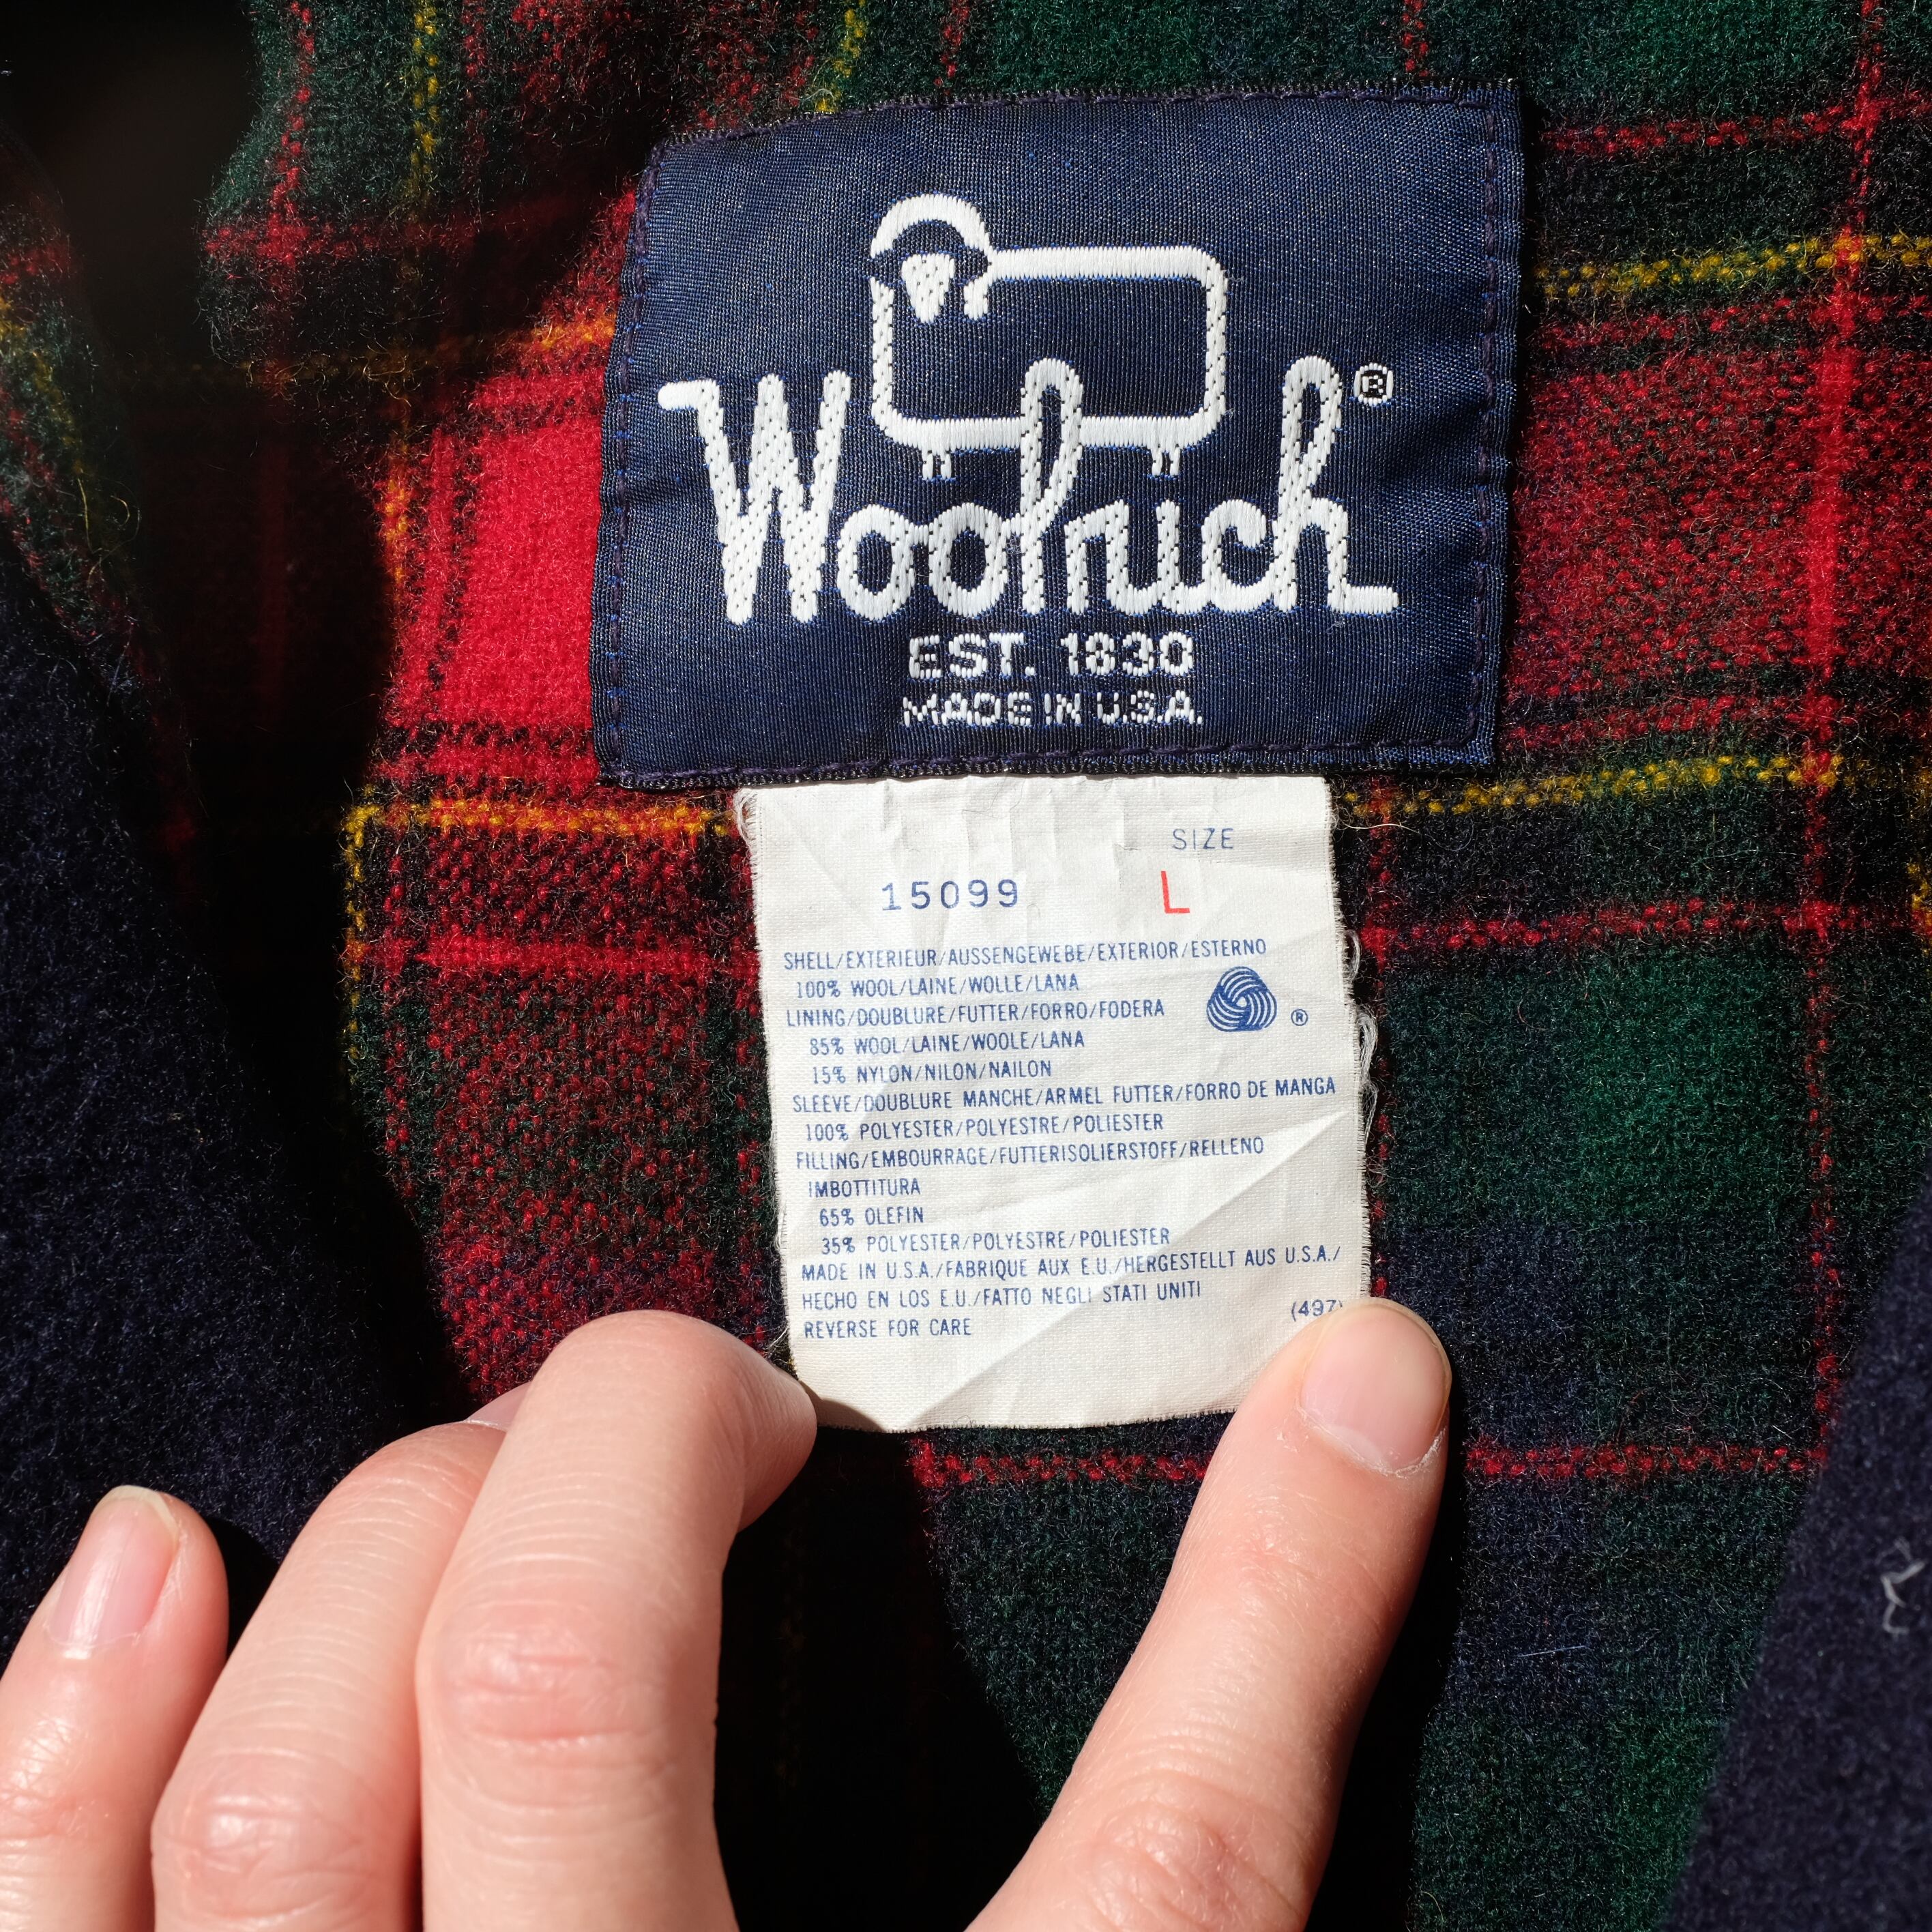 Woolrich®
EST. 1830
MADE IN U.S.A.
SIZE
15099 L
SHELL/EXTERIEUR/AUSSENGEWEBE/EXTERIOR/ESTERNO
100% WOOL/LAINE/WOLLE/LANA
LINING/DOUBLURE/FUTTER/FORRO/FODERA
85% WOOL/LAINE/WOOLE/LANA
®
15% NYLON/NILON/NAILON
SLEEVE/DOUBLURE MANCHE/ARMEL FUTTER/FORRO DE MANGA
100% POLYESTER/POLYESTRE/POLIESTER
FILLING/EMBOURRAGE/FUTTERISOLIERSTOFF/RELLENO
IMBOTTITURA
65% OLEFIN
35% POLYESTER/POLYESTRE/POLIESTER
MADE IN U.S.A./FABRIQUE AUX E.U./HERGESTELLT AUS U.S.A./
HECHO EN LOS E.U./FATTO NEGLI STATI UNITI
(497)
REVERSE FOR CARE